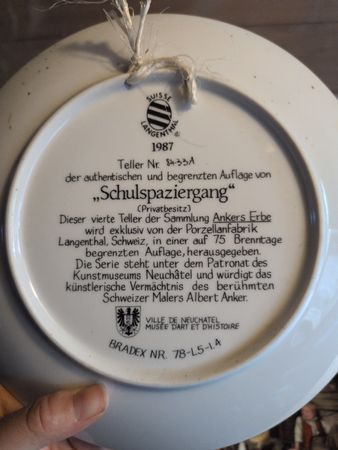 SUISSE
LANGENTHAL
1987
Teller Nr. 8433A
der authentischen und begrenzten Auflage von
„Schulspaziergang“
(Privatbesitz)
Dieser vierte Teller der Sammlung Ankers Erbe
wird exklusiv von der Porzellanfabrik
Langenthal, Schweiz, in einer auf 75 Brenntage
begrenzten Auflage, herausgegeben.
Die Serie steht unter dem Patronat des
Kunstmuseums Neuchâtel und würdigt das
künstlerische Vermächtnis des berühmten
Schweizer Malers Albert Anker.
VILLE DE NEUCHATEL
MUSÉE D'ART ET D'HISTOIRE
BRADEX NR. 78-L5-1.4